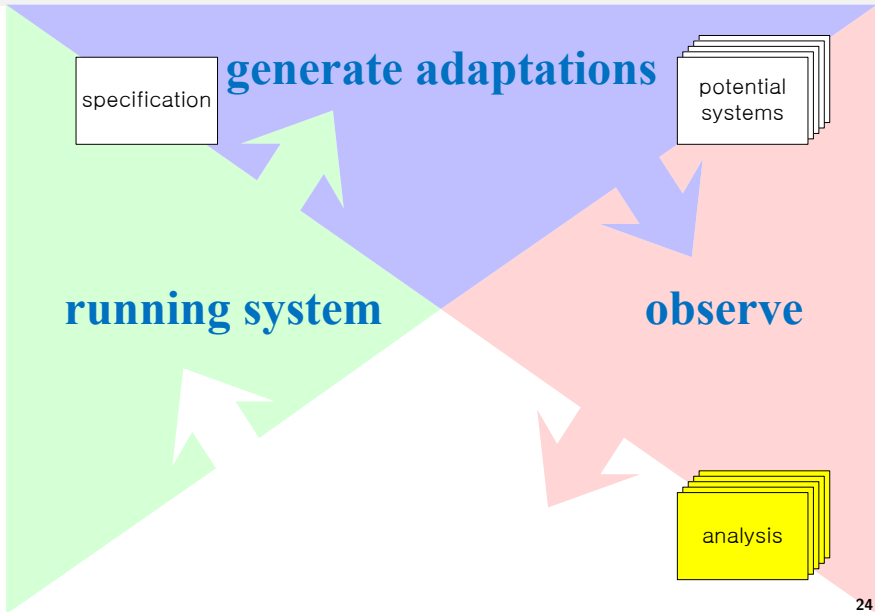 generate adaptations
specification
potential
systems
running system
observe
analysis
24